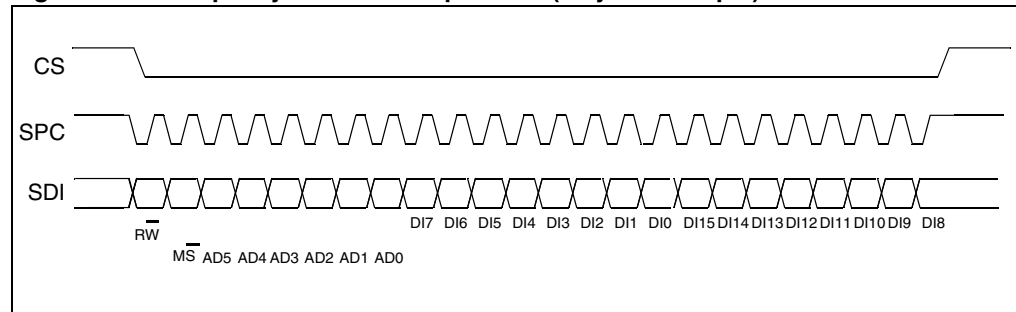 CS
SPC
SDI
DI7 DI6 DI5 DI4 DI3 DI2 DI1 DI0 DI15 DI14 DI13 DI12 DI11 DI10 DI9 DI8
RW
MS AD5 AD4 AD3 AD2 AD1 AD0